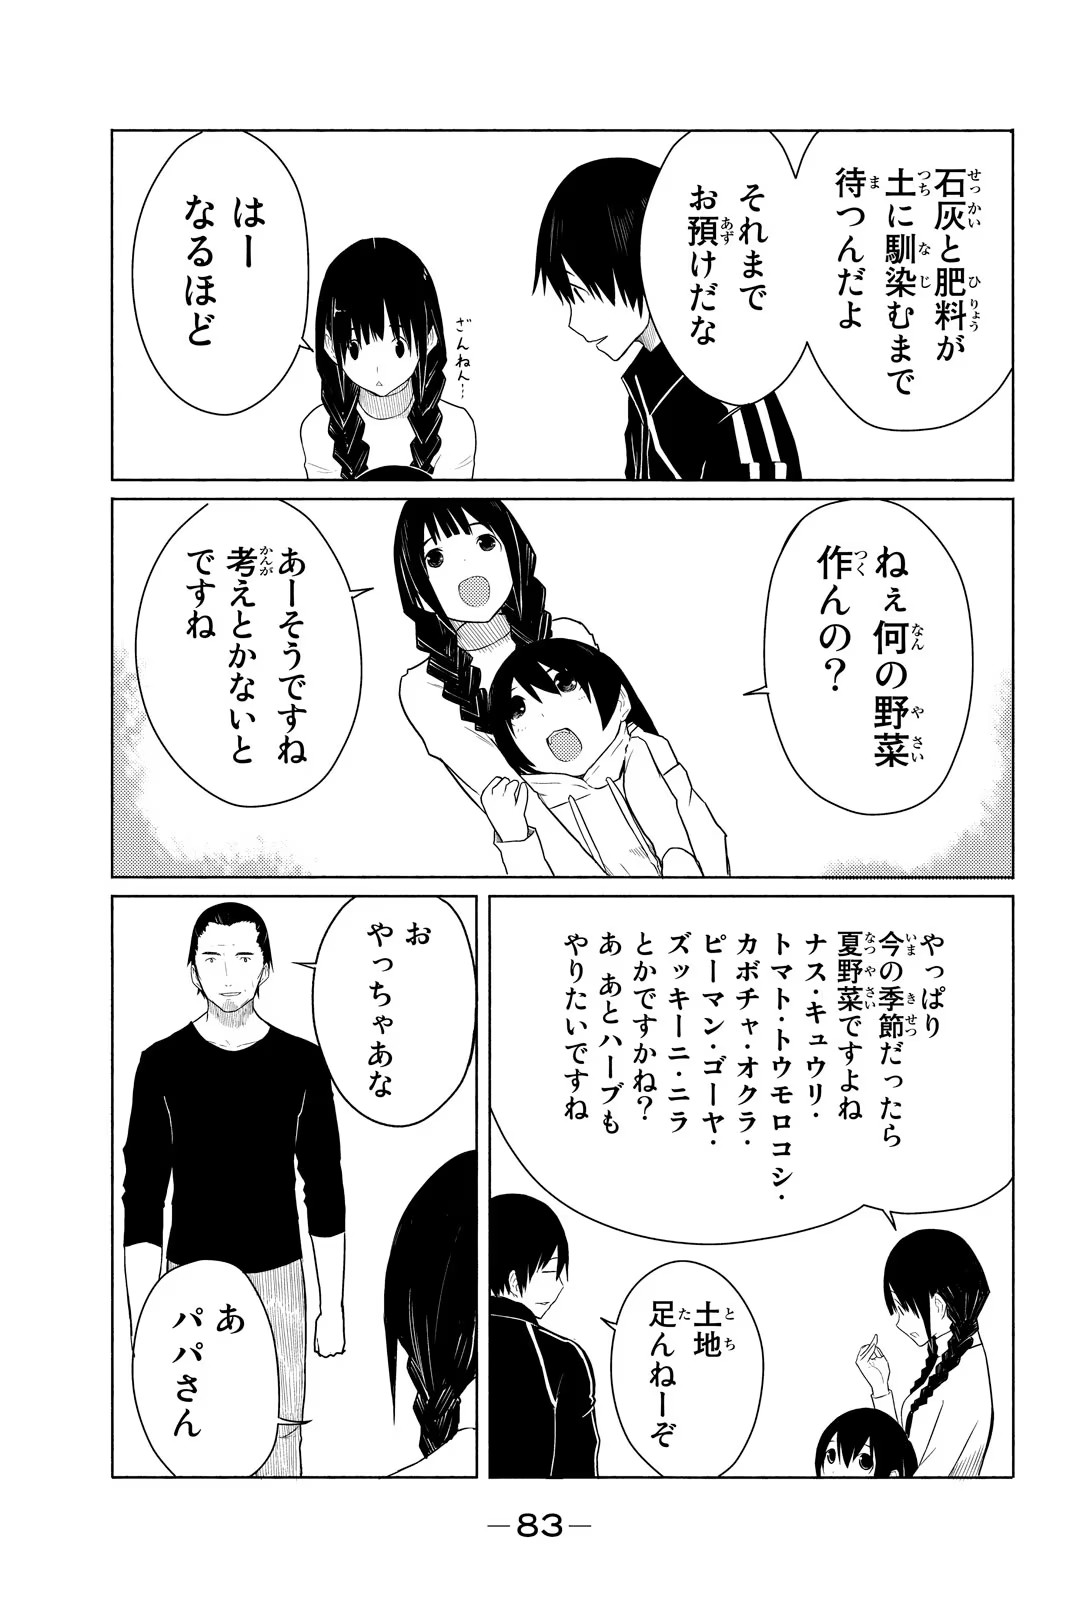 石灰と肥料が
土に馴染むまで
待つんだよ
それまで
お預けだな
ざんねん…
はー
なるほど
ねぇ何の野菜
作んの?
あーそうですね
考えとかないと
ですね
やっぱり
今の季節だったら
夏野菜ですよね
ナス・キュウリ・
トマト・トウモロコシ・
カボチャ・オクラ・
ピーマン・ゴーヤ・
ズッキーニ・ニラ
とかですかね?
あ あとハーブも
やりたいですね
土地
足んねーぞ
お
やっちゃあな
あ
パパさん
—83—